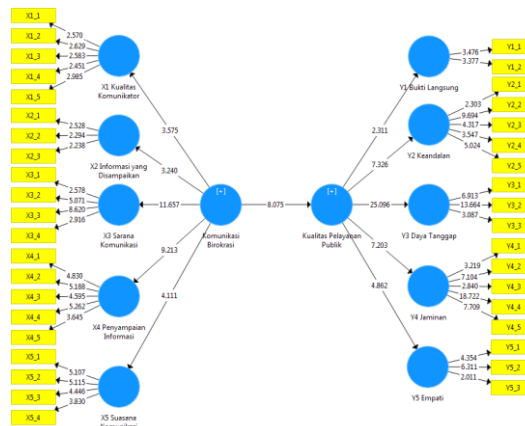 X1_1
X1_2
X1_3
X1_4
X1_5
2.570
2.629
2.583
2.451
2.985
X1 Kualitas
Komunikator
X2_1
X2_2
X2_3
2.528
2.294
2.238
X2 Informasi yang
Disampaikan
X3_1
X3_2
X3_3
X3_4
2.578
5.071
8.620
2.916
X3 Sarana
Komunikasi
X4_1
X4_2
X4_3
X4_4
X4_5
4.830
5.188
4.595
5.262
3.645
X4 Penyampaian
Informasi
X5_1
X5_2
X5_3
X5_4
5.107
5.115
4.446
3.830
X5 Suasana
3.575
3.240
11.657
9.213
4.111
[+]
Komunikasi
Birokrasi
8.075
[+]
Kualitas Pelayanan
Publik
2.311
7.326
25.096
7.203
4.862
Y1 Bukti Langsung
3.476
3.377
Y1_1
Y1_2
Y2 Keandalan
2.303
9.694
4.317
3.547
5.024
Y2_1
Y2_2
Y2_3
Y2_4
Y2_5
Y3 Daya Tanggap
6.913
13.664
3.087
Y3_1
Y3_2
Y3_3
Y4 Jaminan
3.219
7.104
2.840
18.722
7.709
Y4_1
Y4_2
Y4_3
Y4_4
Y4_5
Y5 Empati
4.354
6.311
2.011
Y5_1
Y5_2
Y5_3